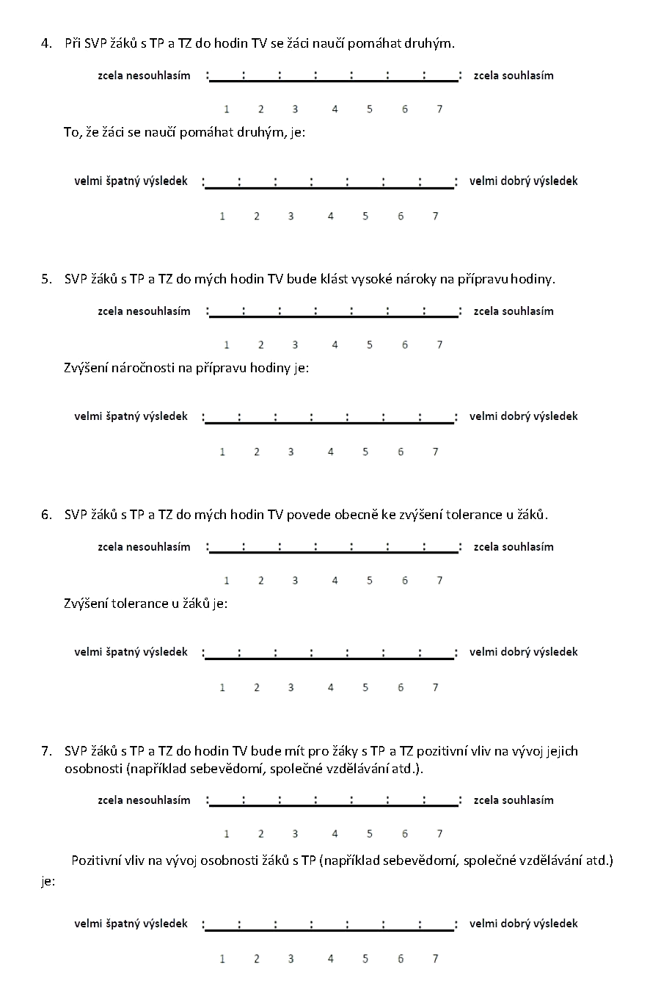 4. Při SVP žáků s TP a TZ do hodin TV se žáci naučí pomáhat druhým.
zcela nesouhlasím :____:____:____:____:____:____:____: zcela souhlasím
1 2 3 4 5 6 7
To, že žáci se naučí pomáhat druhým, je:
velmi špatný výsledek :____:____:____:____:____:____:____: velmi dobrý výsledek
1 2 3 4 5 6 7
5. SVP žáků s TP a TZ do mých hodin TV bude klást vysoké nároky na přípravu hodiny.
zcela nesouhlasím :____:____:____:____:____:____:____: zcela souhlasím
1 2 3 4 5 6 7
Zvýšení náročnosti na přípravu hodiny je:
velmi špatný výsledek :____:____:____:____:____:____:____: velmi dobrý výsledek
1 2 3 4 5 6 7
6. SVP žáků s TP a TZ do mých hodin TV povede obecně ke zvýšení tolerance u žáků.
zcela nesouhlasím :____:____:____:____:____:____:____: zcela souhlasím
1 2 3 4 5 6 7
Zvýšení tolerance u žáků je:
velmi špatný výsledek :____:____:____:____:____:____:____: velmi dobrý výsledek
1 2 3 4 5 6 7
7. SVP žáků s TP a TZ do hodin TV bude mít pro žáky s TP a TZ pozitivní vliv na vývoj jejich
osobnosti (například sebevědomí, společné vzdělávání atd.).
zcela nesouhlasím :____:____:____:____:____:____:____: zcela souhlasím
1 2 3 4 5 6 7
Pozitivní vliv na vývoj osobnosti žáků s TP (například sebevědomí, společné vzdělávání atd.)
je:
velmi špatný výsledek :____:____:____:____:____:____:____: velmi dobrý výsledek
1 2 3 4 5 6 7